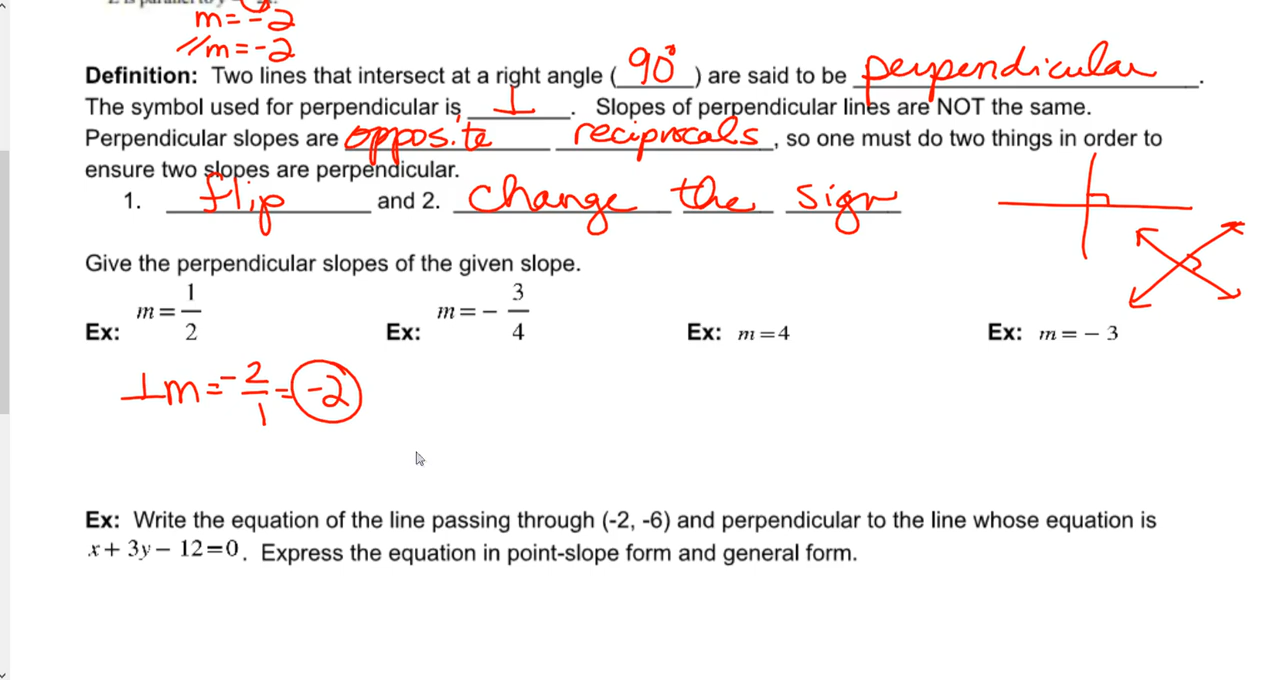 m = -2
// m = -2
Definition: Two lines that intersect at a right angle ( 90° ) are said to be perpendicular.
The symbol used for perpendicular is ⊥. Slopes of perpendicular lines are NOT the same.
Perpendicular slopes are opposite reciprocals, so one must do two things in order to
ensure two slopes are perpendicular.
1. flip and 2. change the sign
Give the perpendicular slopes of the given slope.
Ex: m = 1/2 Ex: m = - 3/4 Ex: m = 4 Ex: m = - 3
⊥ m = - 2/1 = -2
Ex: Write the equation of the line passing through (-2, -6) and perpendicular to the line whose equation is
x + 3y - 12 = 0. Express the equation in point-slope form and general form.